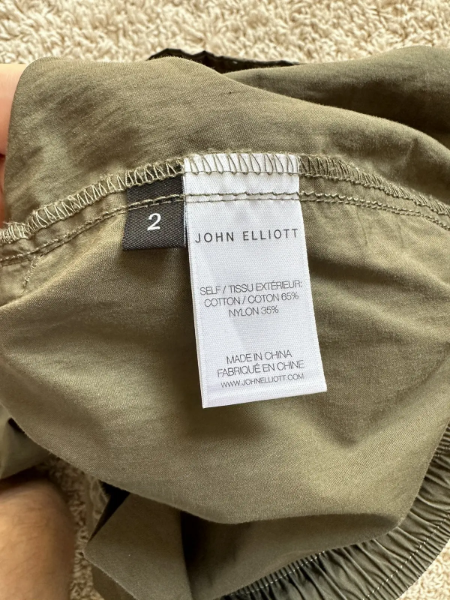 2
JOHN ELLIOTT
SELF / TISSU EXTÉRIEUR:
COTTON / COTON 65%
NYLON 35%
MADE IN CHINA
FABRIQUÉ EN CHINE
WWW.JOHNELLIOTT.COM